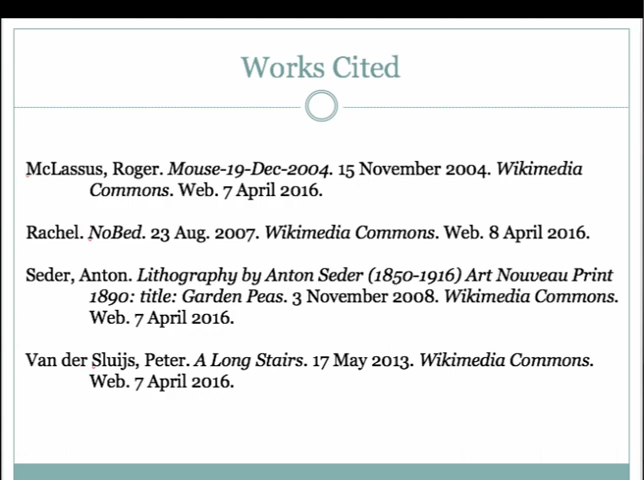 Works Cited
McLassus, Roger. Mouse-19-Dec-2004. 15 November 2004. Wikimedia
Commons. Web. 7 April 2016.
Rachel. NoBed. 23 Aug. 2007. Wikimedia Commons. Web. 8 April 2016.
Seder, Anton. Lithography by Anton Seder (1850-1916) Art Nouveau Print
1890: title: Garden Peas. 3 November 2008. Wikimedia Commons.
Web. 7 April 2016.
Van der Sluijs, Peter. A Long Stairs. 17 May 2013. Wikimedia Commons.
Web. 7 April 2016.